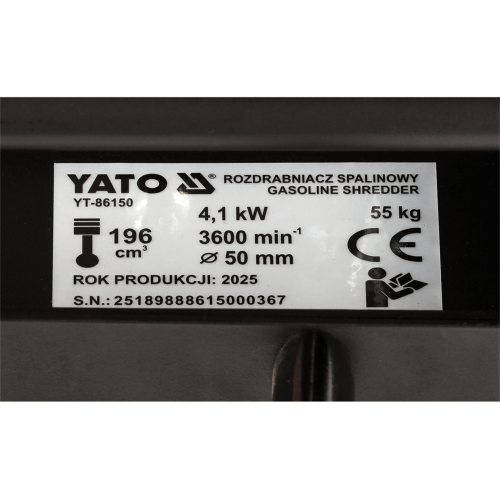 YATO ® ROZDRABNIACZ SPALINOWY
YT-86150 GASOLINE SHREDDER
4,1 kW 55 kg
196 cm³ 3600 min⁻¹ CE
⌀ 50 mm
ROK PRODUKCJI: 2025
S.N.: 25189888615000367